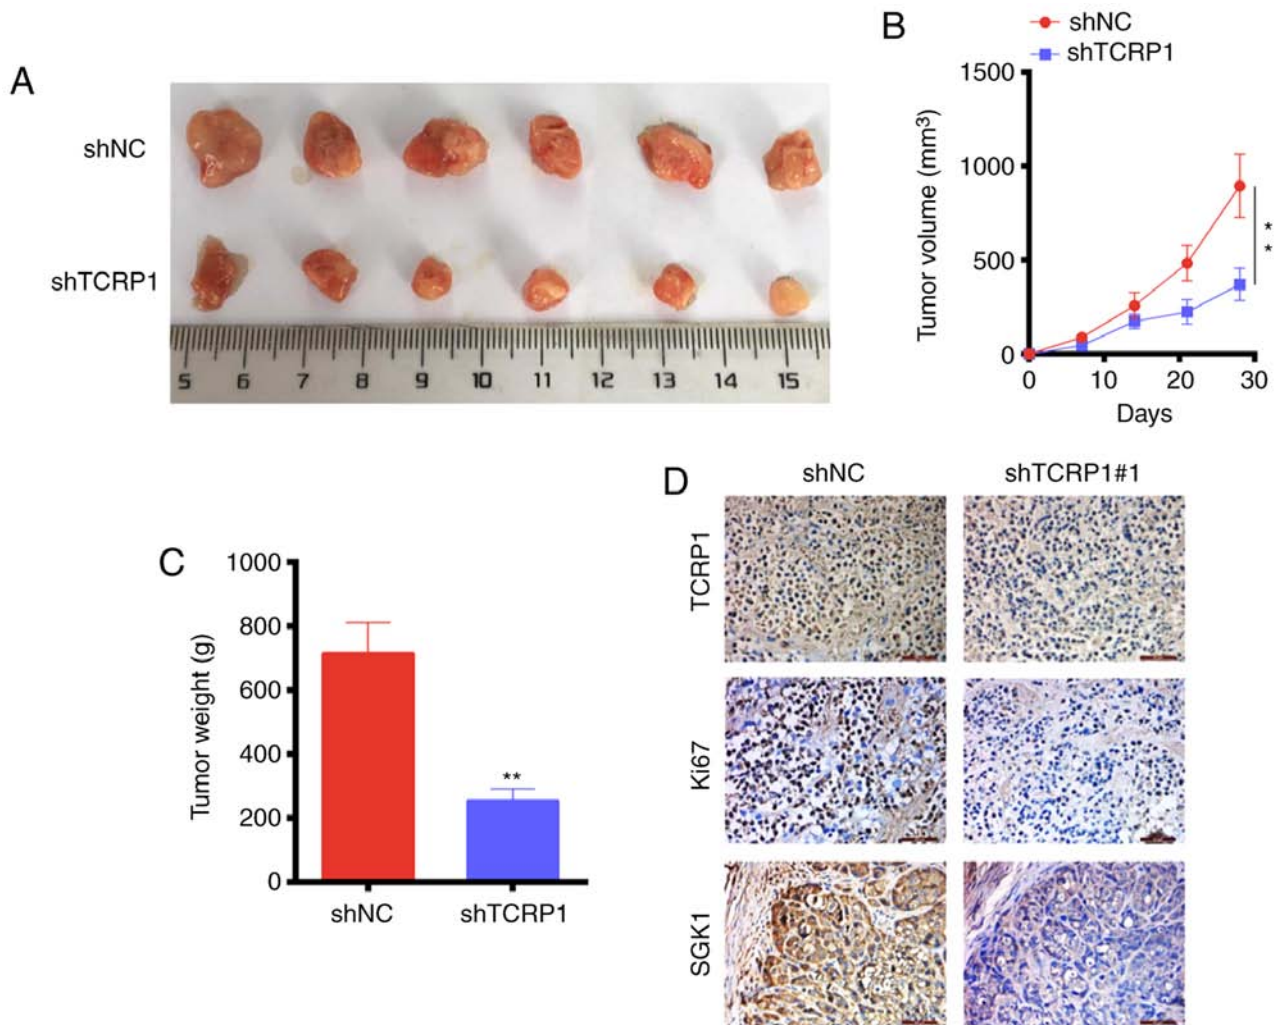 A
shNC
shTCRP1
5 6 7 8 9 10 11 12 13 14 15
B
shNC
shTCRP1
Tumor volume (mm³)
1500
1000
500
0
0 10 20 30
Days
**
C
Tumor weight (g)
1000
800
600
400
200
0
**
shNC shTCRP1
D
shNC shTCRP1#1
TCRP1
Ki67
SGK1